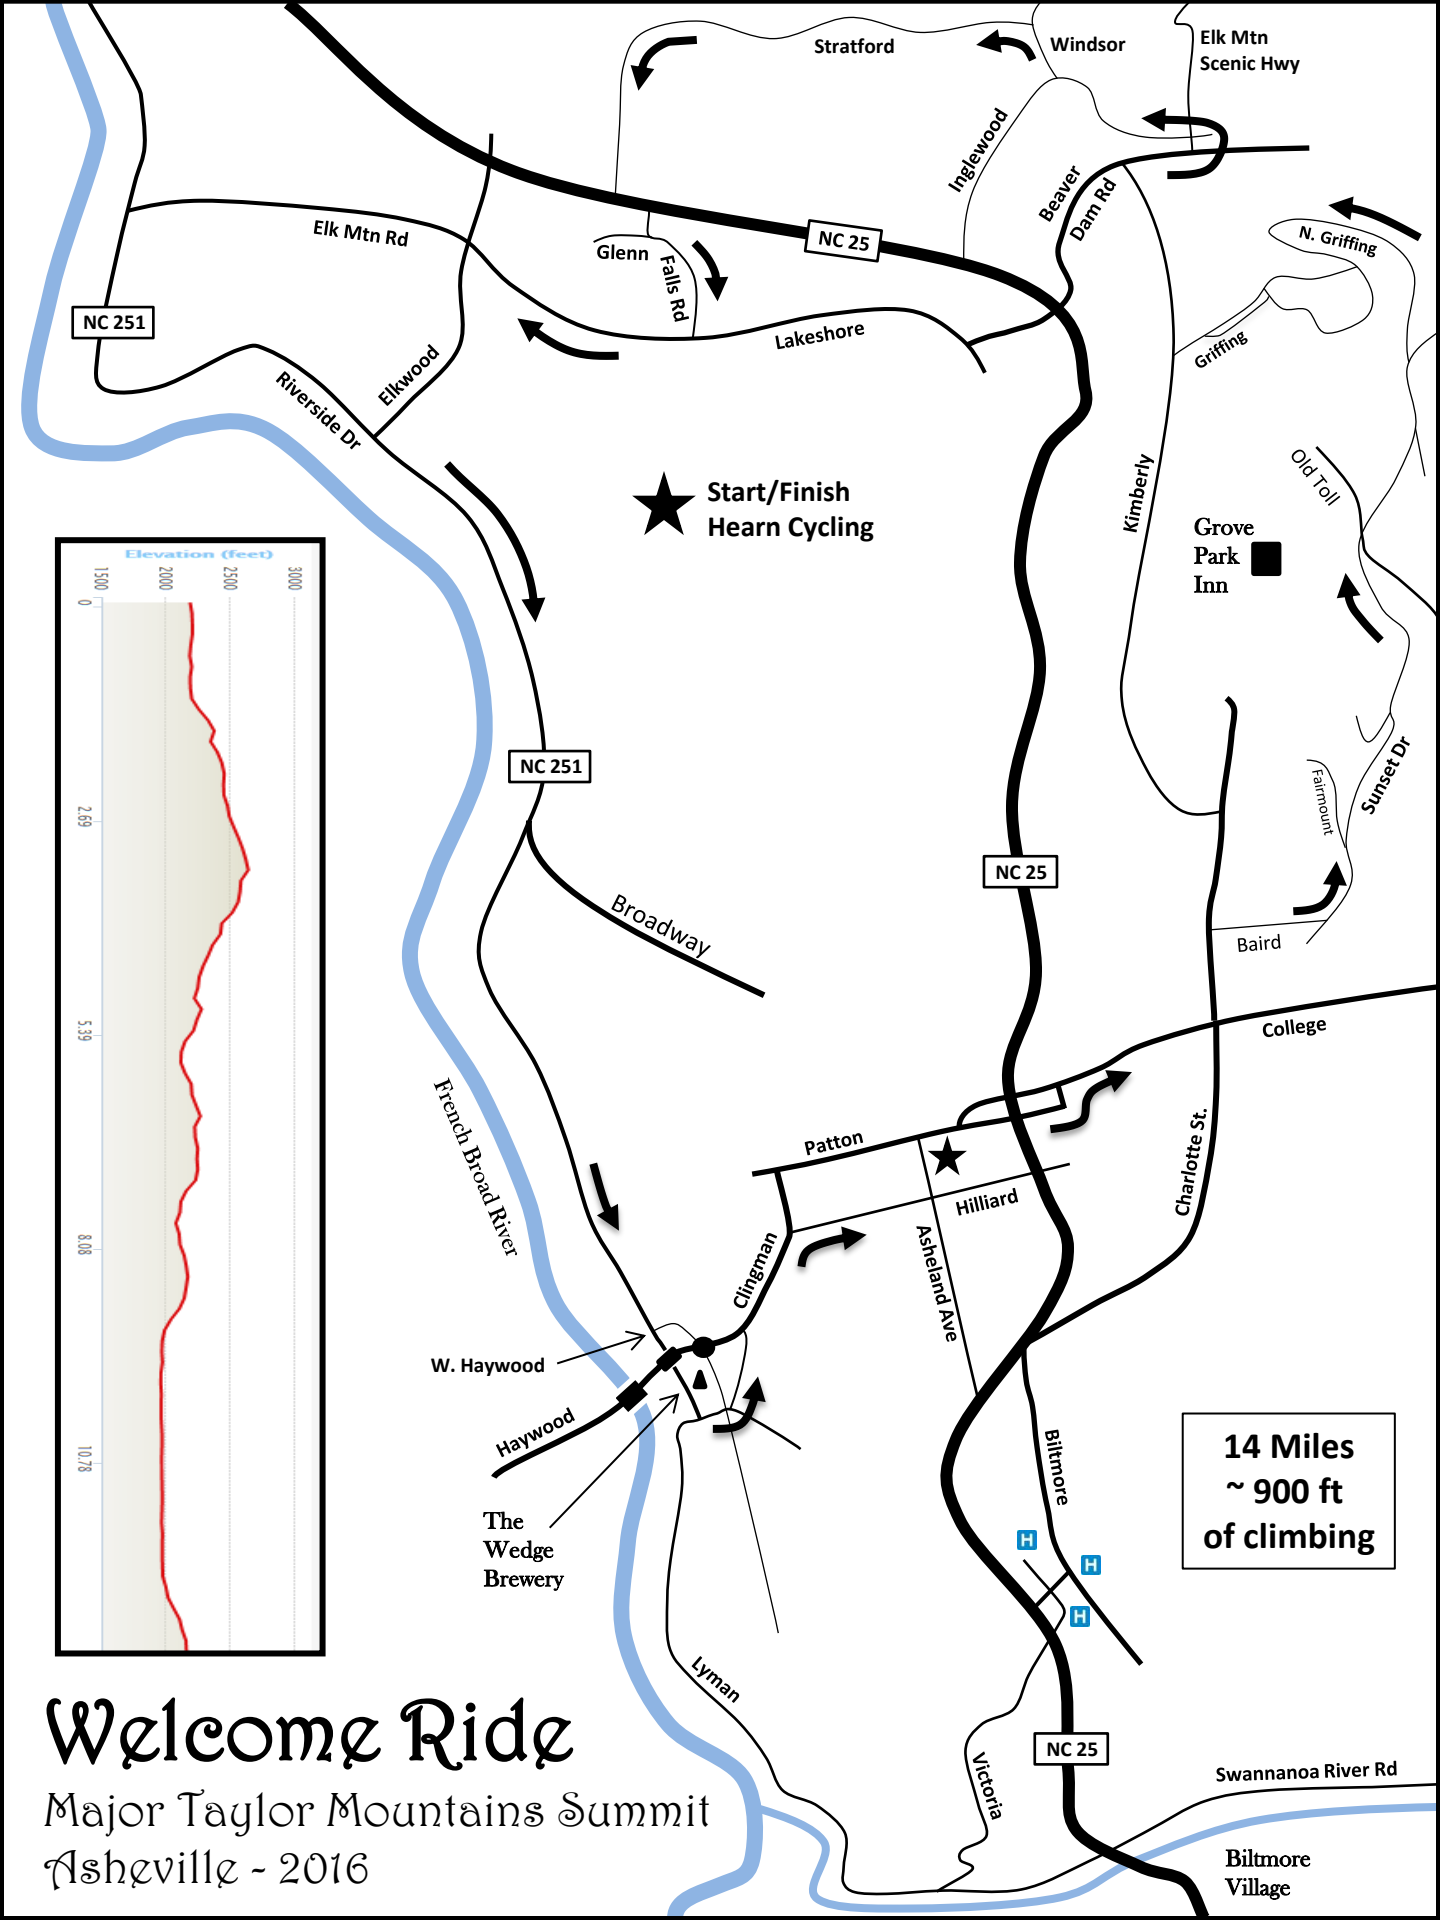 Stratford
Windsor
Elk Mtn
Scenic Hwy
Inglewood
Beaver
Dam Rd
Elk Mtn Rd
Glenn
Falls Rd
NC 25
N. Griffing
NC 251
Lakeshore
Griffing
Elkwood
Riverside Dr
Start/Finish
Hearn Cycling
Kimberly
Old Toll
Grove
Park
Inn
Elevation (feet)
1500
2000
2500
3000
0
2.69
5.39
8.08
10.78
NC 251
Sunset Dr
Fairmount
NC 25
Broadway
Baird
College
French Broad River
Patton
Hilliard
Charlotte St.
Asheland Ave
Clingman
W. Haywood
Haywood
The
Wedge
Brewery
Biltmore
H
H
H
14 Miles
~ 900 ft
of climbing
Lyman
Victoria
NC 25
Swannanoa River Rd
Biltmore
Village
Welcome Ride
Major Taylor Mountains Summit
Asheville - 2016